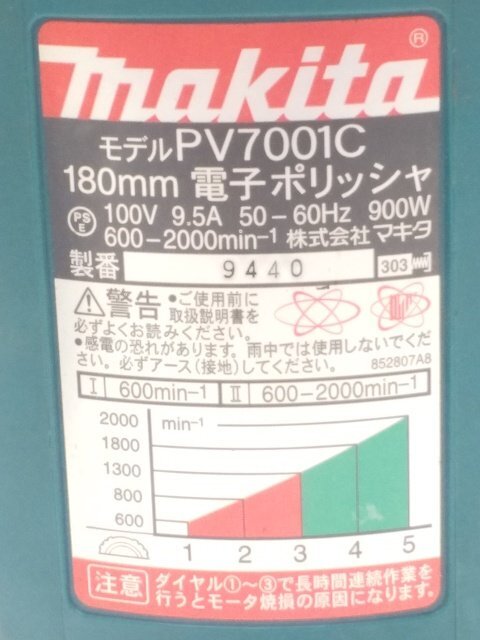 makita®
モデルPV7001C
180mm 電子ポリッシャ
PSE 100V 9.5A 50-60Hz 900W
600-2000min-1 株式会社マキタ
製番 9440 303
警告 •ご使用前に
取扱説明書を
必ずよくお読みください。
•感電の恐れがあります。雨中では使用しないでくだ
さい。必ずアース(接地)してください。 852807A8
I 600min-1 II 600-2000min-1
2000 min-1
1800
1300
800
600
1 2 3 4 5
注意 ダイヤル①~③で長時間連続作業を
行うとモータ焼損の原因になります。